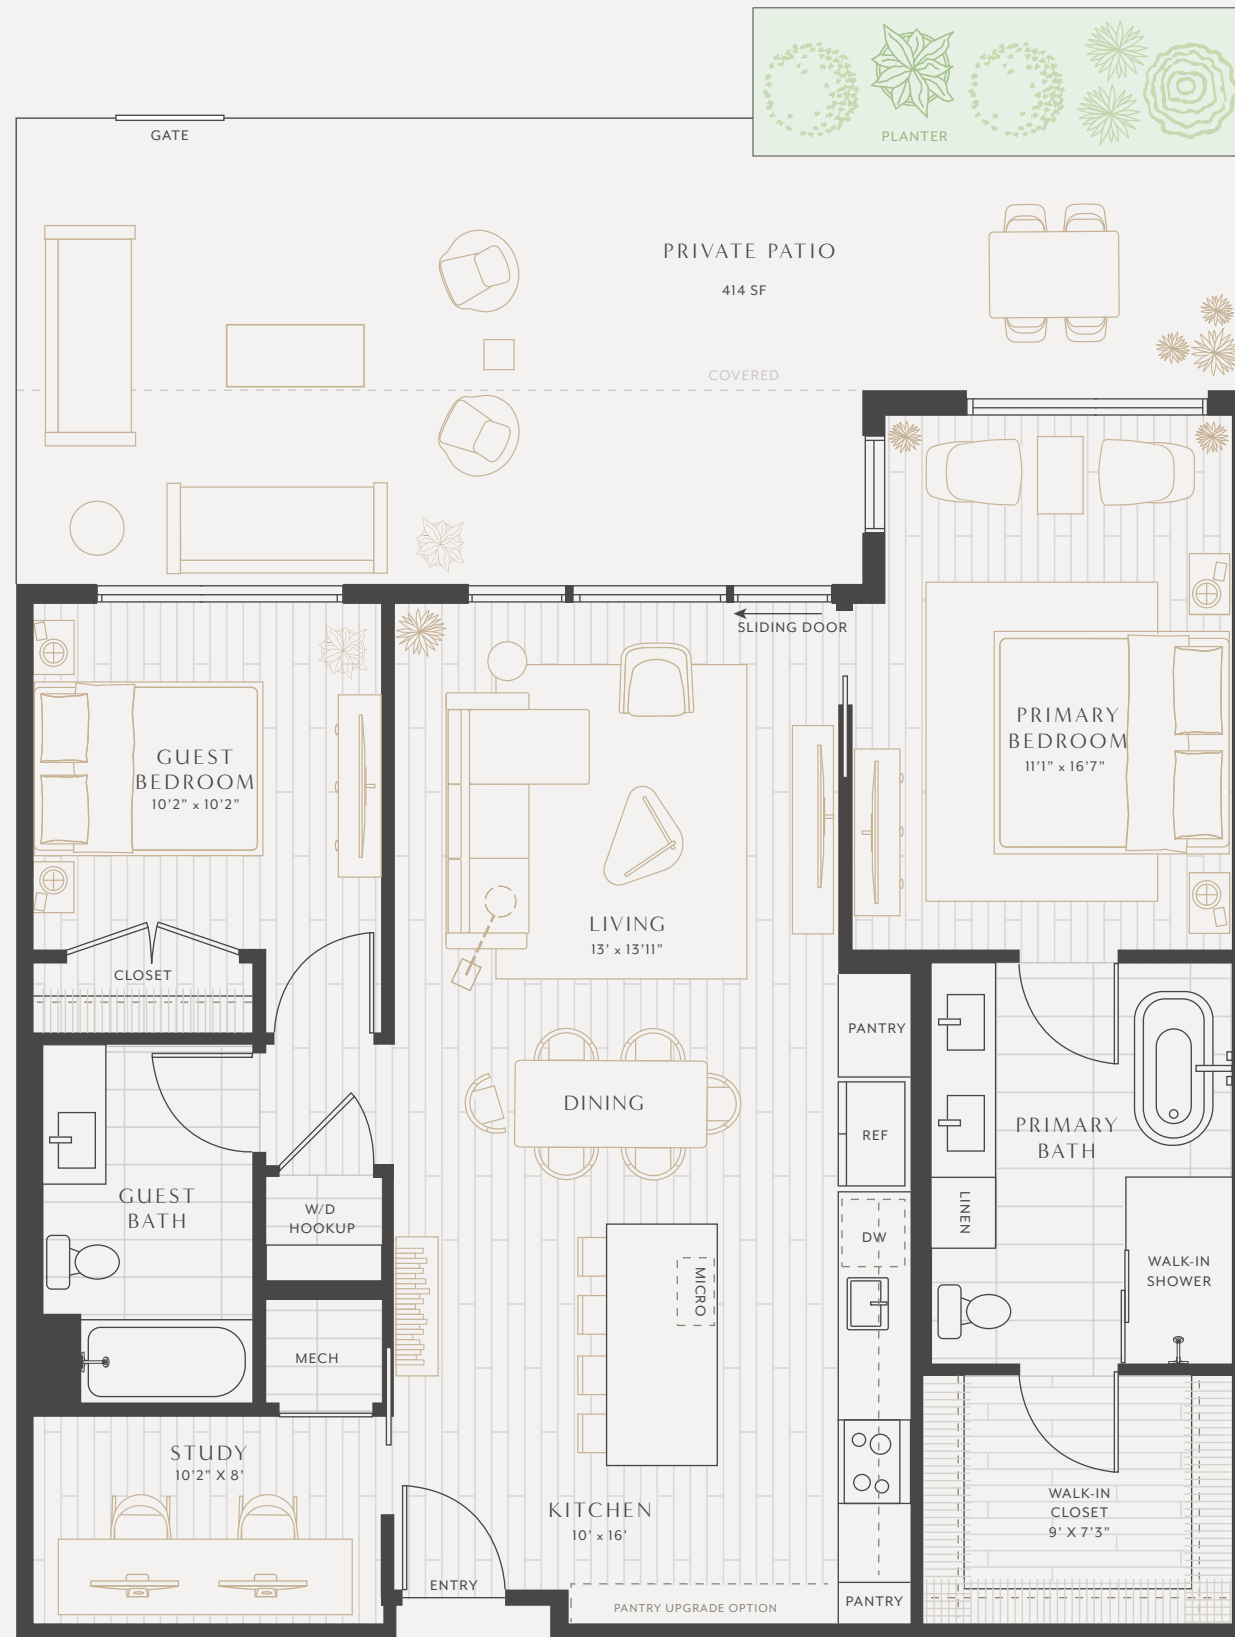 GATE
PLANTER
PRIVATE PATIO
414 SF
COVERED
SLIDING DOOR
GUEST
BEDROOM
10'2" x 10'2"
PRIMARY
BEDROOM
11'1" x 16'7"
LIVING
13' x 13'11"
CLOSET
PANTRY
DINING
REF
PRIMARY
BATH
GUEST
BATH
W/D
HOOKUP
LINEN
DW
MICRO
WALK-IN
SHOWER
MECH
STUDY
10'2" X 8'
KITCHEN
10' x 16'
WALK-IN
CLOSET
9' X 7'3"
ENTRY
PANTRY UPGRADE OPTION
PANTRY